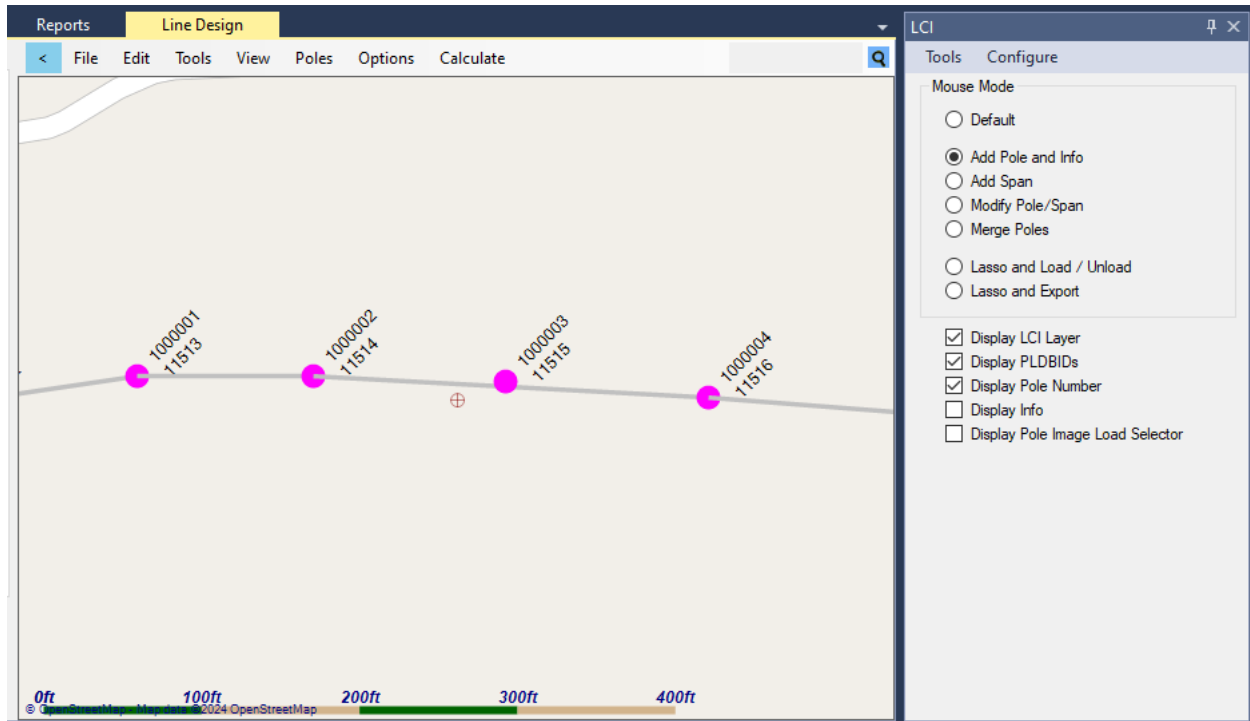 Reports Line Design
LCI
< File Edit Tools View Poles Options Calculate
Tools Configure
Mouse Mode
Default
Add Pole and Info
Add Span
Modify Pole/Span
Merge Poles
Lasso and Load / Unload
Lasso and Export
Display LCI Layer
Display PLDBIDs
Display Pole Number
Display Info
Display Pole Image Load Selector
1000001
11513
1000002
11514
1000003
11515
1000004
11516
0ft 100ft 200ft 300ft 400ft
© OpenStreetMap - Map data ©2024 OpenStreetMap